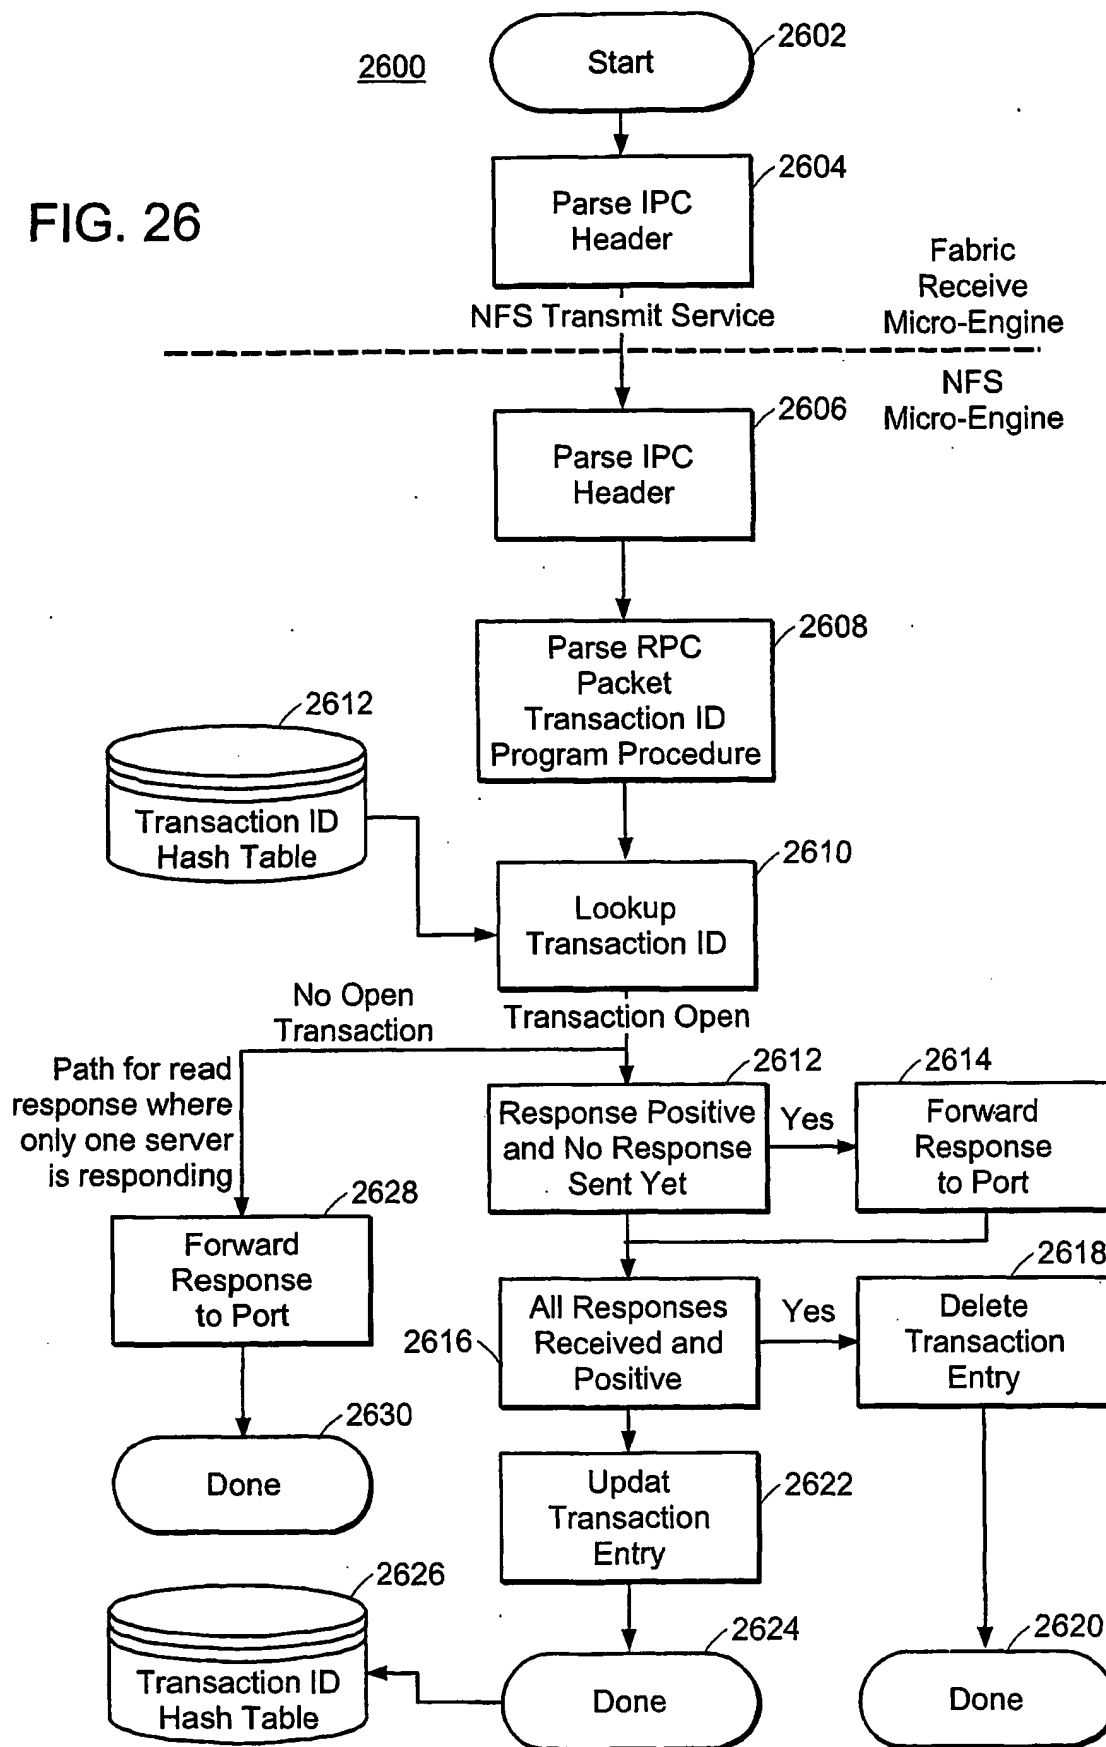 2602
2600
Start
2604
Parse IPC
Header
FIG. 26
Fabric
Receive
Micro-Engine
NFS Transmit Service
NFS
Micro-Engine
2606
Parse IPC
Header
2608
Parse RPC
Packet
Transaction ID
Program Procedure
2612
Transaction ID
Hash Table
2610
Lookup
Transaction ID
No Open
Transaction
Transaction Open
Path for read
response where
only one server
is responding
2612
Response Positive
and No Response
Sent Yet
Yes
2614
Forward
Response
to Port
2628
Forward
Response
to Port
2616
All Responses
Received and
Positive
Yes
2618
Delete
Transaction
Entry
2630
Done
2622
Updat
Transaction
Entry
2626
Transaction ID
Hash Table
2624
Done
2620
Done